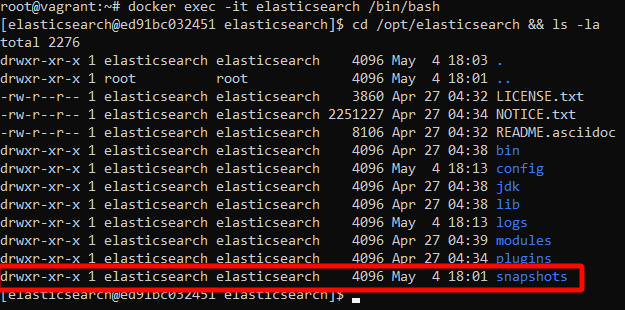 root@vagrant:~# docker exec -it elasticsearch /bin/bash
[elasticsearch@ed91bc032451 elasticsearch]$ cd /opt/elasticsearch && ls -la
total 2276
drwxr-xr-x 1 elasticsearch elasticsearch    4096 May  4 18:03 .
drwxr-xr-x 1 root          root             4096 May  4 18:01 ..
-rw-r--r-- 1 elasticsearch elasticsearch    3860 Apr 27 04:32 LICENSE.txt
-rw-r--r-- 1 elasticsearch elasticsearch 2251227 Apr 27 04:34 NOTICE.txt
-rw-r--r-- 1 elasticsearch elasticsearch    8106 Apr 27 04:32 README.asciidoc
drwxr-xr-x 1 elasticsearch elasticsearch    4096 Apr 27 04:38 bin
drwxr-xr-x 1 elasticsearch elasticsearch    4096 May  4 18:13 config
drwxr-xr-x 1 elasticsearch elasticsearch    4096 Apr 27 04:38 jdk
drwxr-xr-x 1 elasticsearch elasticsearch    4096 Apr 27 04:38 lib
drwxr-xr-x 1 elasticsearch elasticsearch    4096 May  4 18:13 logs
drwxr-xr-x 1 elasticsearch elasticsearch    4096 Apr 27 04:39 modules
drwxr-xr-x 1 elasticsearch elasticsearch    4096 Apr 27 04:34 plugins
drwxr-xr-x 1 elasticsearch elasticsearch    4096 May  4 18:01 snapshots
[elasticsearch@ed91bc032451 elasticsearch]$